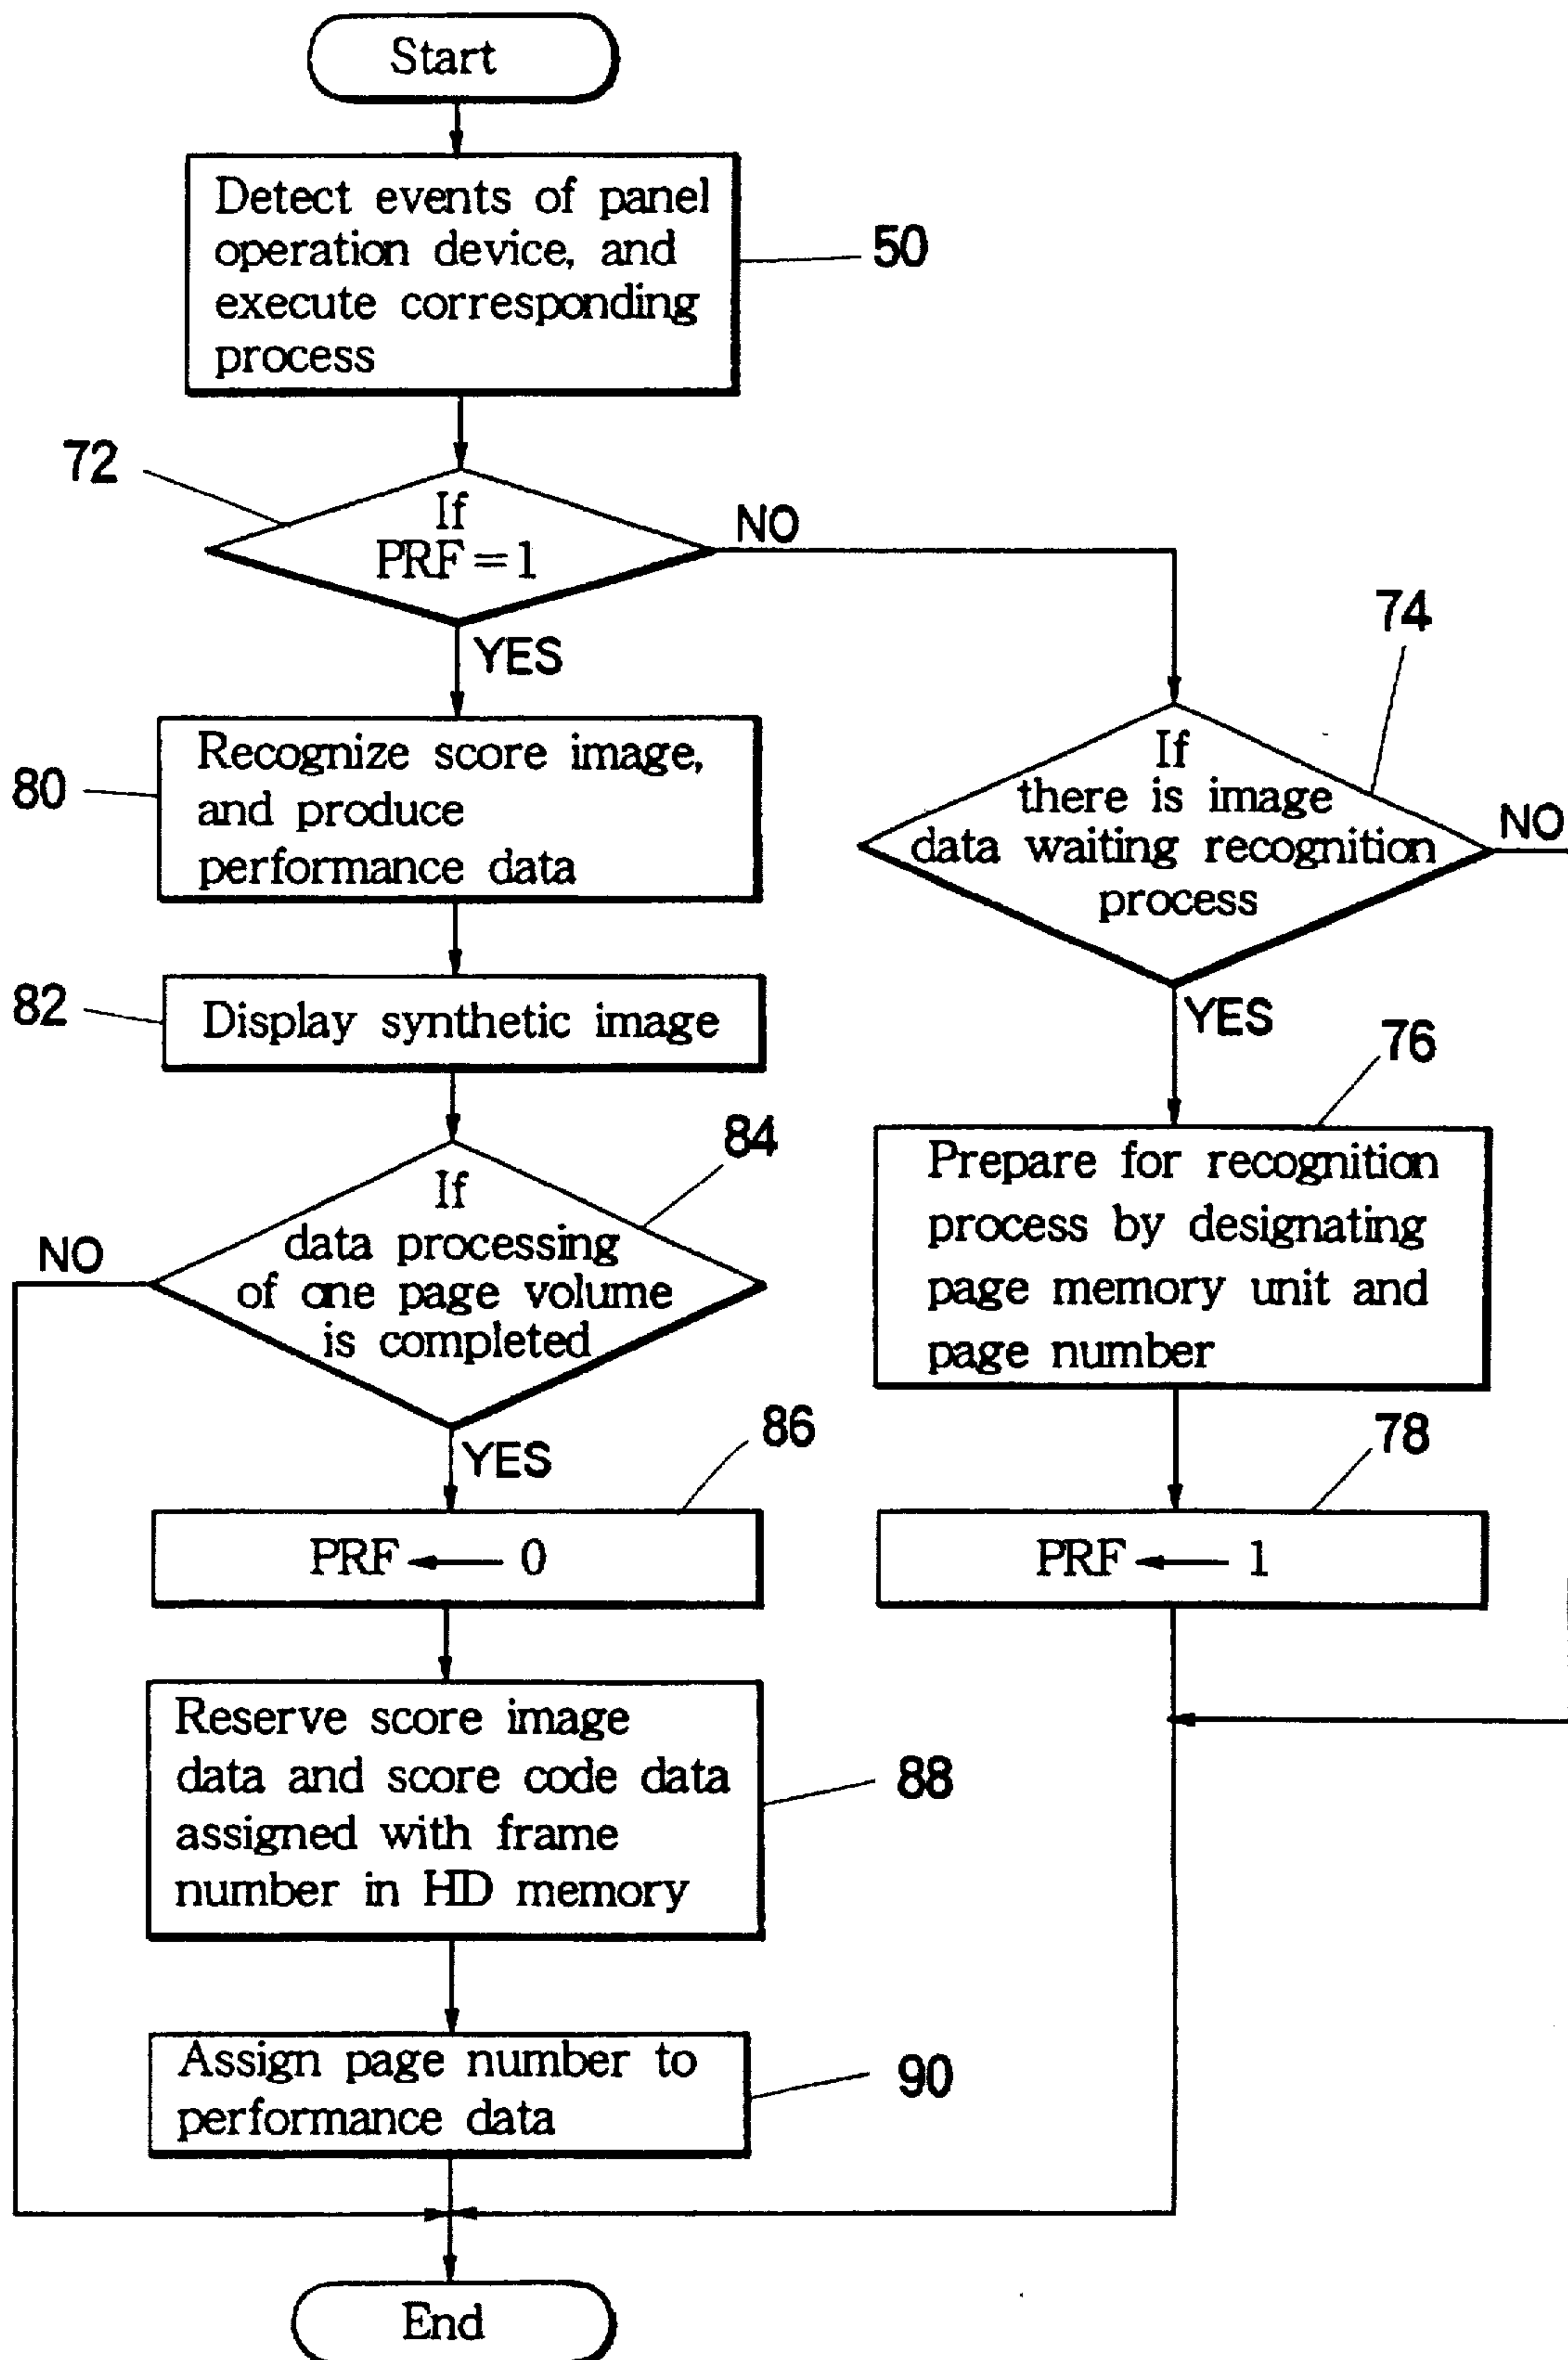 Start
Detect events of panel
operation device, and
execute corresponding
process
50
72
If
PRF=1
NO
YES
74
If
there is image
data waiting recognition
process
NO
YES
80
Recognize score image,
and produce
performance data
82
Display synthetic image
76
Prepare for recognition
process by designating
page memory unit and
page number
84
If
data processing
of one page volume
is completed
NO
YES
86
PRF ← 0
78
PRF ← 1
Reserve score image
data and score code data
assigned with frame
number in HD memory
88
Assign page number to
performance data
90
End